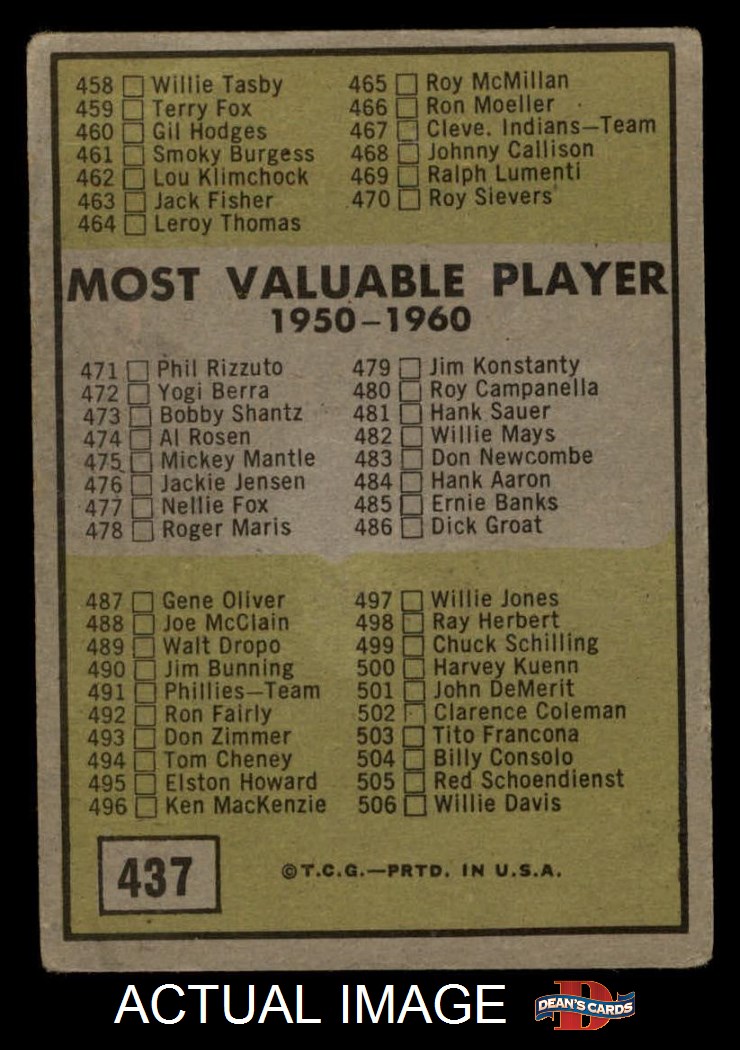 458 Willie Tasby
459 Terry Fox
460 Gil Hodges
461 Smoky Burgess
462 Lou Klimchock
463 Jack Fisher
464 Leroy Thomas
465 Roy McMillan
466 Ron Moeller
467 Cleve. Indians–Team
468 Johnny Callison
469 Ralph Lumenti
470 Roy Sievers
MOST VALUABLE PLAYER
1950–1960
471 Phil Rizzuto
472 Yogi Berra
473 Bobby Shantz
474 Al Rosen
475 Mickey Mantle
476 Jackie Jensen
477 Nellie Fox
478 Roger Maris
479 Jim Konstanty
480 Roy Campanella
481 Hank Sauer
482 Willie Mays
483 Don Newcombe
484 Hank Aaron
485 Ernie Banks
486 Dick Groat
487 Gene Oliver
488 Joe McClain
489 Walt Dropo
490 Jim Bunning
491 Phillies–Team
492 Ron Fairly
493 Don Zimmer
494 Tom Cheney
495 Elston Howard
496 Ken MacKenzie
497 Willie Jones
498 Ray Herbert
499 Chuck Schilling
500 Harvey Kuenn
501 John DeMerit
502 Clarence Coleman
503 Tito Francona
504 Billy Consolo
505 Red Schoendienst
506 Willie Davis
437
©T.C.G.—PRTD. IN U.S.A.
ACTUAL IMAGE
D
DEAN'S CARDS